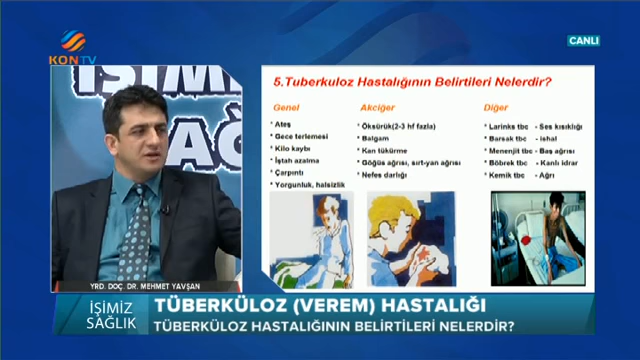 KONTV
CANLI
İŞİM
AĞ
5.Tuberkuloz Hastalığının Belirtileri Nelerdir?
Genel
* Ateş
* Gece terlemesi
* Kilo kaybı
* İştah azalma
* Çarpıntı
* Yorgunluk, halsizlik
Akciğer
* Öksürük(2-3 hf fazla)
* Balgam
* Kan tükürme
* Göğüs ağrısı, sırt-yan ağrısı
* Nefes darlığı
Diğer
* Larinks tbc - Ses kısıklığı
* Barsak tbc - ishal
* Menenjit tbc - Baş ağrısı
* Böbrek tbc - Kanlı idrar
* Kemik tbc - Ağrı
YRD. DOÇ. DR. MEHMET YAVŞAN
İŞİMİZ
SAĞLIK
TÜBERKÜLOZ (VEREM) HASTALIĞI
TÜBERKÜLOZ HASTALIĞININ BELİRTİLERİ NELERDİR?